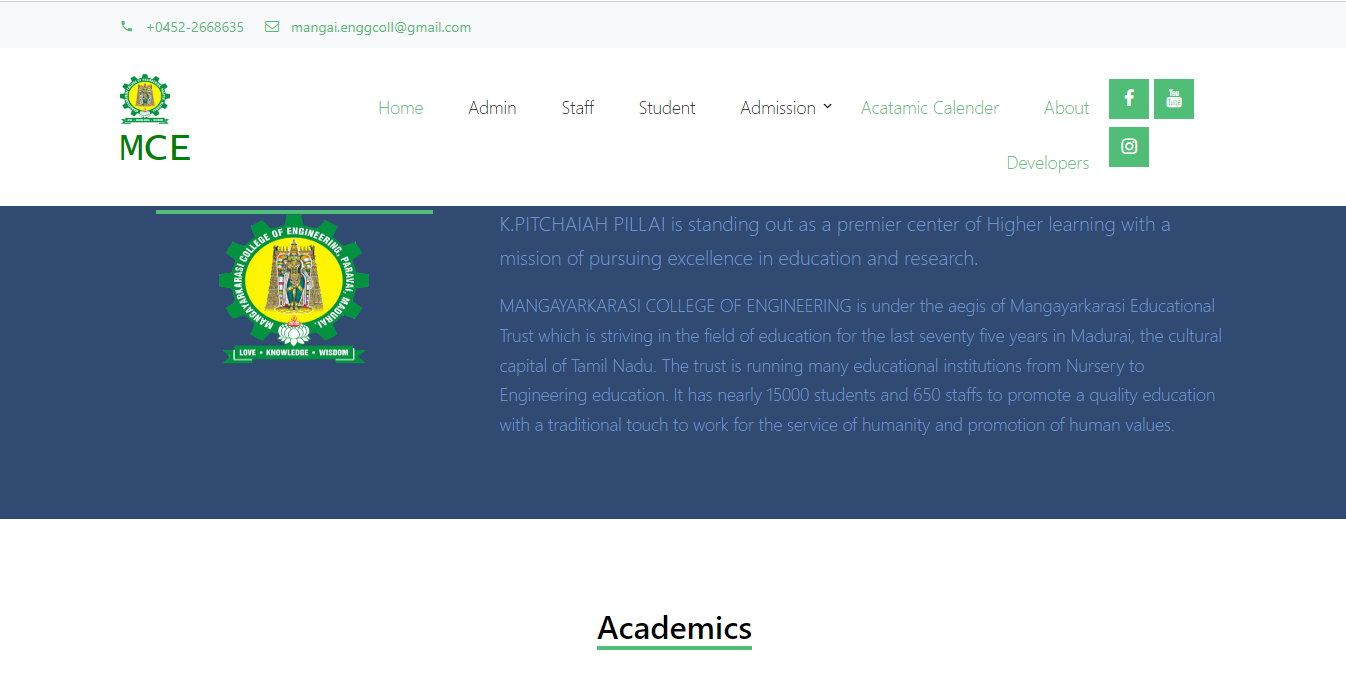 +0452-2668635 mangai.enggcoll@gmail.com
MCE
Home Admin Staff Student Admission Acatamic Calender About
Developers
You
Tube
MANGAYARKARASI COLLEGE OF ENGINEERING, PARAVAI, MADURAI.
LOVE • KNOWLEDGE • WISDOM
K.PITCHAIAH PILLAI is standing out as a premier center of Higher learning with a
mission of pursuing excellence in education and research.
MANGAYARKARASI COLLEGE OF ENGINEERING is under the aegis of Mangayarkarasi Educational
Trust which is striving in the field of education for the last seventy five years in Madurai, the cultural
capital of Tamil Nadu. The trust is running many educational institutions from Nursery to
Engineering education. It has nearly 15000 students and 650 staffs to promote a quality education
with a traditional touch to work for the service of humanity and promotion of human values.
Academics